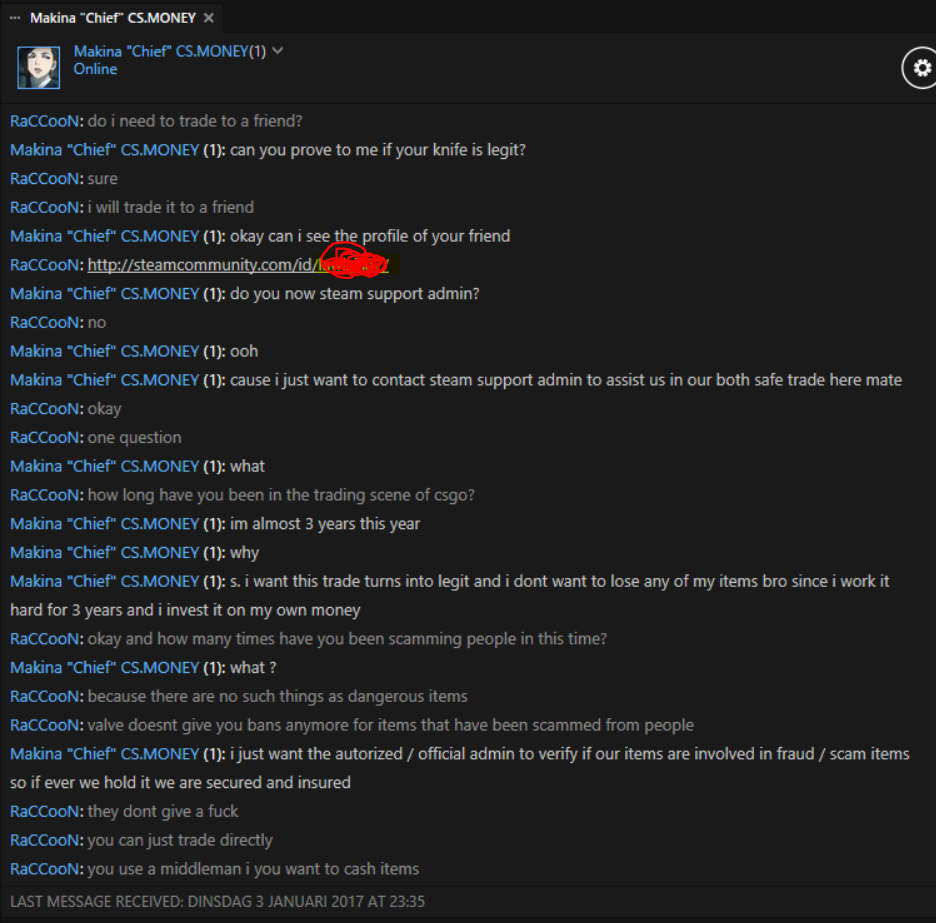 Makina "Chief" CS.MONEY
Makina "Chief" CS.MONEY(1)
Online
RaCCooN: do i need to trade to a friend?
Makina "Chief" CS.MONEY (1): can you prove to me if your knife is legit?
RaCCooN: sure
RaCCooN: i will trade it to a friend
Makina "Chief" CS.MONEY (1): okay can i see the profile of your friend
RaCCooN: http://steamcommunity.com/id/
Makina "Chief" CS.MONEY (1): do you now steam support admin?
RaCCooN: no
Makina "Chief" CS.MONEY (1): ooh
Makina "Chief" CS.MONEY (1): cause i just want to contact steam support admin to assist us in our both safe trade here mate
RaCCooN: okay
RaCCooN: one question
Makina "Chief" CS.MONEY (1): what
RaCCooN: how long have you been in the trading scene of csgo?
Makina "Chief" CS.MONEY (1): im almost 3 years this year
Makina "Chief" CS.MONEY (1): why
Makina "Chief" CS.MONEY (1): s. i want this trade turns into legit and i dont want to lose any of my items bro since i work it
hard for 3 years and i invest it on my own money
RaCCooN: okay and how many times have you been scamming people in this time?
Makina "Chief" CS.MONEY (1): what ?
RaCCooN: because there are no such things as dangerous items
RaCCooN: valve doesnt give you bans anymore for items that have been scammed from people
Makina "Chief" CS.MONEY (1): i just want the autorized / official admin to verify if our items are involved in fraud / scam items
so if ever we hold it we are secured and insured
RaCCooN: they dont give a fuck
RaCCooN: you can just trade directly
RaCCooN: you use a middleman i you want to cash items
LAST MESSAGE RECEIVED: DINSDAG 3 JANUARI 2017 AT 23:35